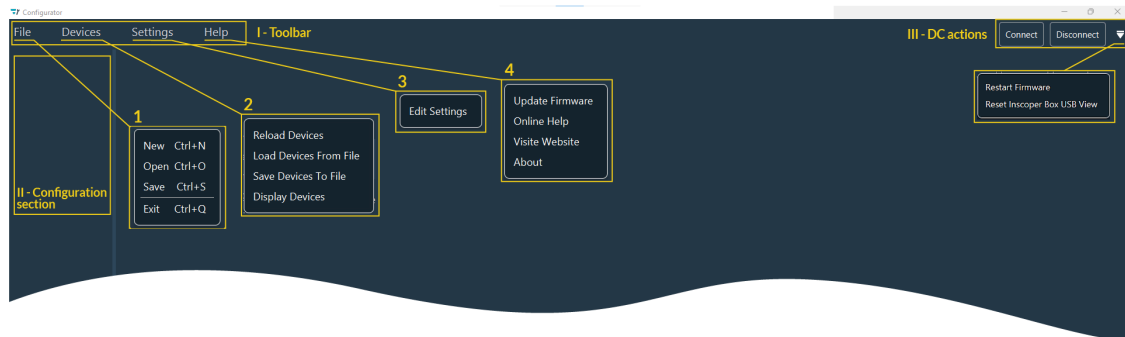 Configurator
File Devices Settings Help I - Toolbar III - DC actions Connect Disconnect
1
New Ctrl+N
Open Ctrl+O
Save Ctrl+S
Exit Ctrl+Q
2
Reload Devices
Load Devices From File
Save Devices To File
Display Devices
3
Edit Settings
4
Update Firmware
Online Help
Visite Website
About
Restart Firmware
Reset Inscoper Box USB View
II - Configuration
section